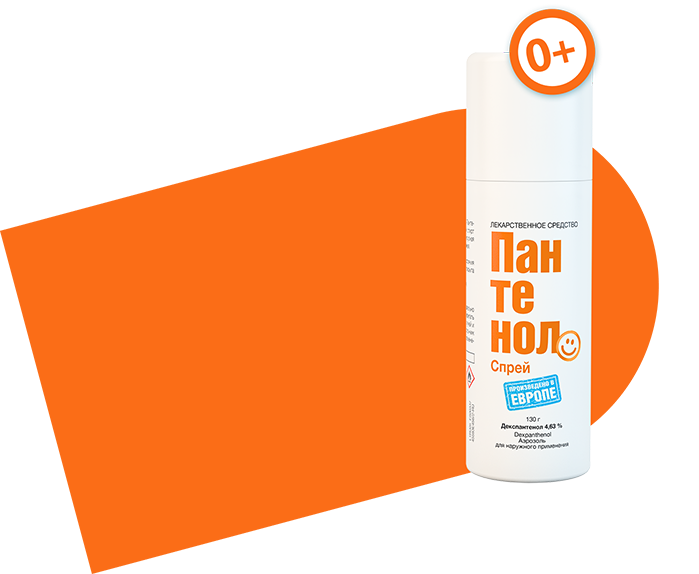 0+
ЛЕКАРСТВЕННОЕ СРЕДСТВО
Пан
те
нол
Спрей
ПРОИЗВЕДЕНО В
ЕВРОПЕ
130 г
Декспантенол 4,63 %
Dexpanthenol
Аэрозоль
для наружного применения